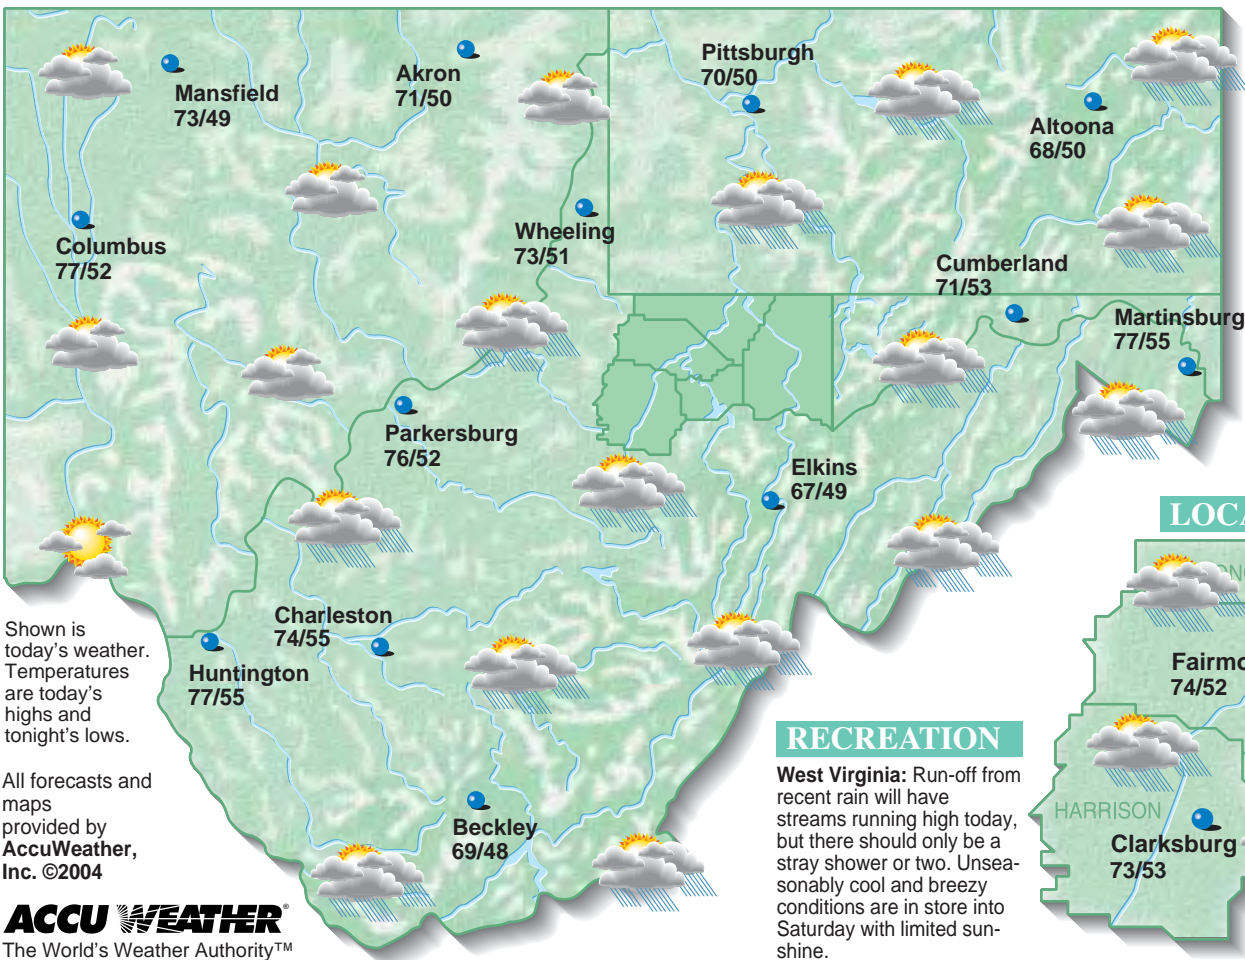 Mansfield
73/49
Akron
71/50
Pittsburgh
70/50
Altoona
68/50
Columbus
77/52
Wheeling
73/51
Cumberland
71/53
Martinsburg
77/55
Parkersburg
76/52
Elkins
67/49
Charleston
74/55
Huntington
77/55
Beckley
69/48
Shown is
today's weather.
Temperatures
are today's
highs and
tonight's lows.
All forecasts and
maps
provided by
AccuWeather,
Inc. ©2004
ACCU WEATHER®
The World's Weather Authority™
RECREATION
West Virginia: Run-off from
recent rain will have
streams running high today,
but there should only be a
stray shower or two. Unsea-
sonably cool and breezy
conditions are in store into
Saturday with limited sun-
shine.
LOCA
Fairmo
74/52
HARRISON
Clarksburg
73/53